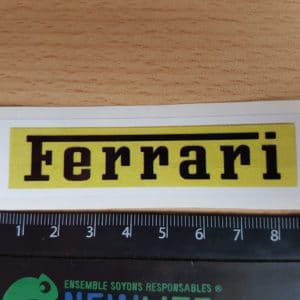 Ferrari
1 2 3 4 5 6 7 8
ENSEMBLE SOYONS RESPONSABLES ®